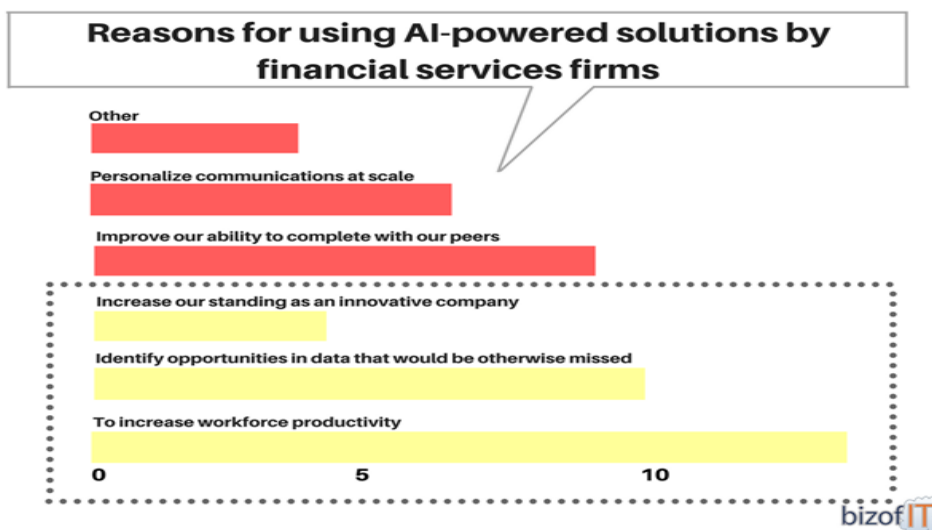 Reasons for using AI-powered solutions by
financial services firms
Other
Personalize communications at scale
Improve our ability to complete with our peers
Increase our standing as an innovative company
Identify opportunities in data that would be otherwise missed
To increase workforce productivity
0 5 10
bizofIT